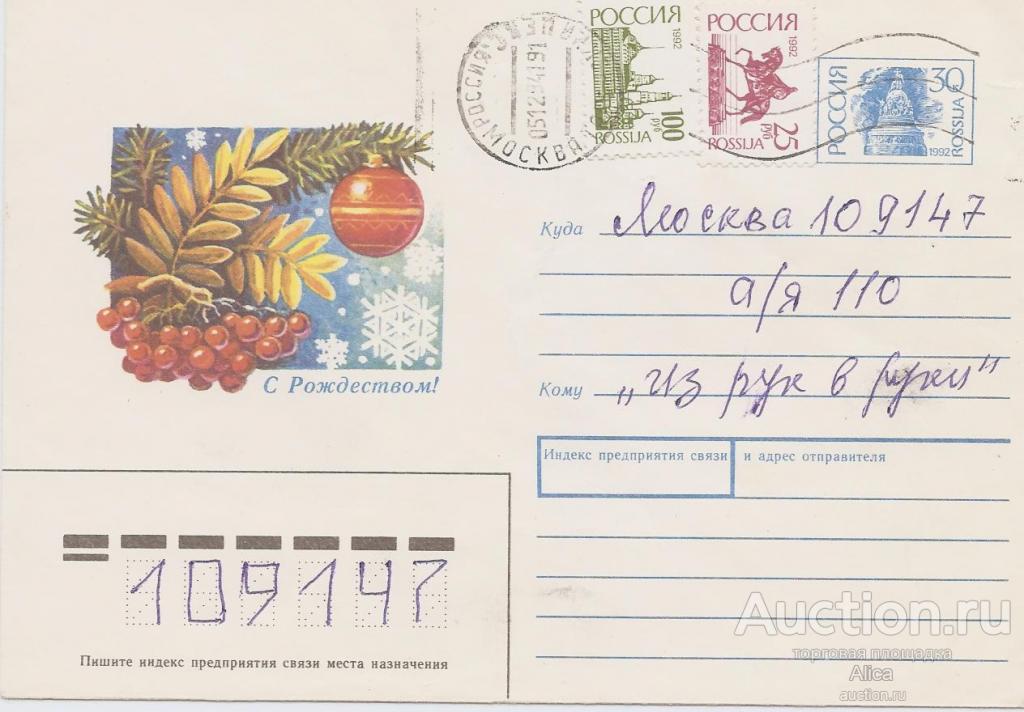 МОСКВА
051294191
РОССИЯ
1992
100 руб
ROSSIJA
РОССИЯ
1992
25 руб
ROSSIJA
РОССИЯ
30 к
ROSSIJA
1992
С Рождеством!
Куда Москва 109147
а/я 110
Кому „Из рук в руки"
Индекс предприятия связи и адрес отправителя
109147
Пишите индекс предприятия связи места назначения
Auction.ru
торговая площадка
Alica
auction.ru